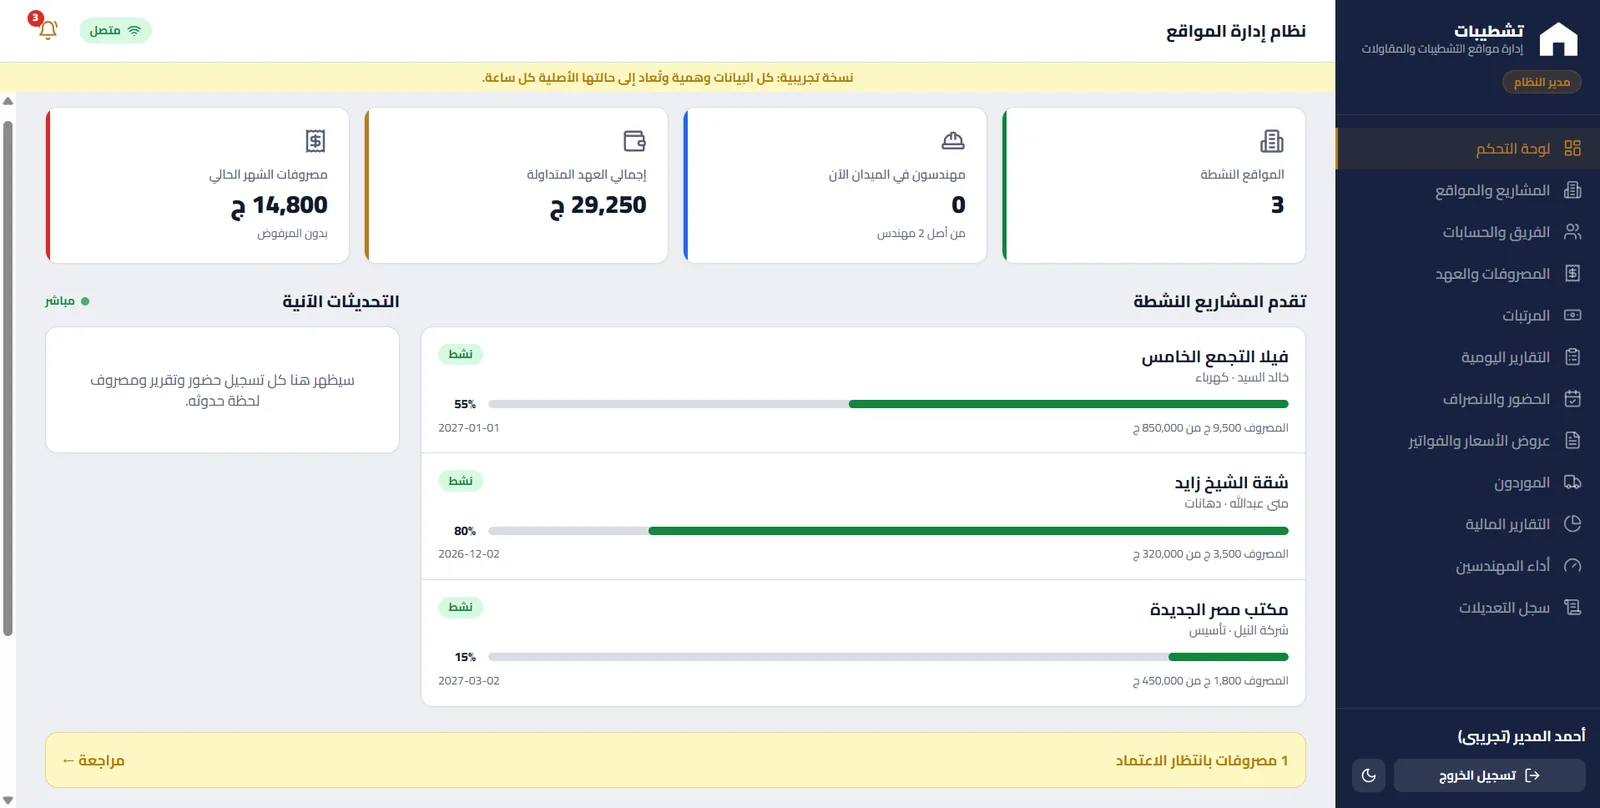 تشطيبات
إدارة مواقع التشطيبات والمقاولات
مدير النظام
لوحة التحكم
المشاريع والمواقع
الفريق والحسابات
المصروفات والعهد
المرتبات
التقارير اليومية
الحضور والانصراف
عروض الأسعار والفواتير
الموردون
التقارير المالية
أداء المهندسين
سجل التعديلات
أحمد المدير (تجريبي)
تسجيل الخروج
نظام إدارة المواقع
متصل
3
نسخة تجريبية: كل البيانات وهمية وتُعاد إلى حالتها الأصلية كل ساعة.
المواقع النشطة
3
مهندسون في الميدان الآن
0
من أصل 2 مهندس
إجمالي العهد المتداولة
29,250 ج
مصروفات الشهر الحالي
14,800 ج
بدون المرفوض
تقدم المشاريع النشطة
فيلا التجمع الخامس
نشط
خالد السيد · كهرباء
55%
المصروف 9,500 ج من 850,000 ج
2027-01-01
شقة الشيخ زايد
نشط
منى عبدالله · دهانات
80%
المصروف 3,500 ج من 320,000 ج
2026-12-02
مكتب مصر الجديدة
نشط
شركة النيل · تأسيس
15%
المصروف 1,800 ج من 450,000 ج
2027-03-02
التحديثات الآنية
مباشر
سيظهر هنا كل تسجيل حضور وتقرير ومصروف
لحظة حدوثه.
1 مصروفات بانتظار الاعتماد
مراجعة ←